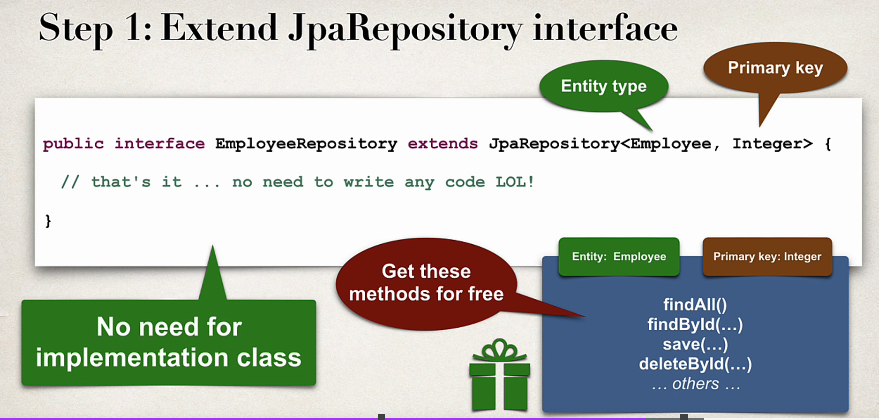 Step 1: Extend JpaRepository interface
Entity type
Primary key
public interface EmployeeRepository extends JpaRepository<Employee, Integer> {
// that's it ... no need to write any code LOL!
}
No need for
implementation class
Get these
methods for free
Entity: Employee
Primary key: Integer
findAll()
findById(...)
save(...)
deleteById(...)
... others ...